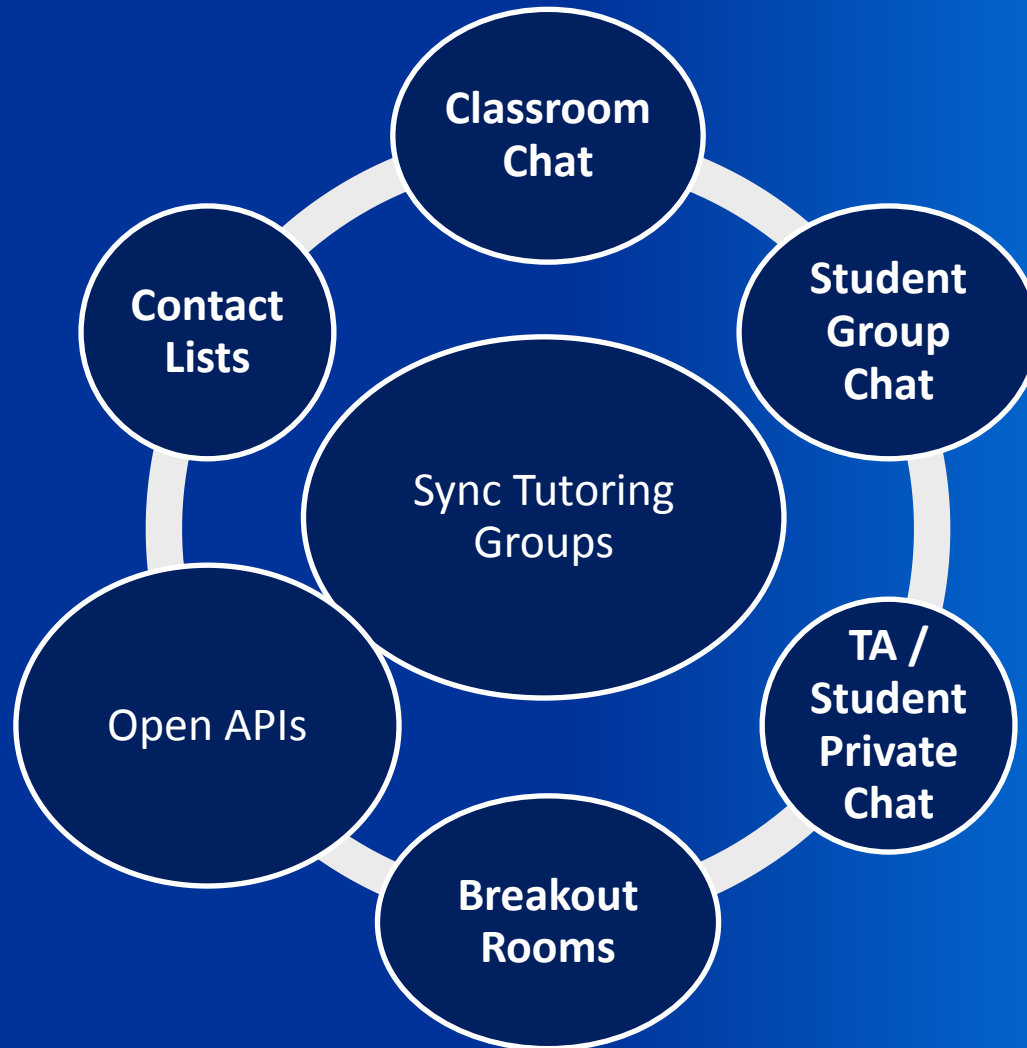 Classroom
Chat
Student
Group
Chat
Contact
Lists
Sync Tutoring
Groups
TA /
Student
Private
Chat
Open APIs
Breakout
Rooms